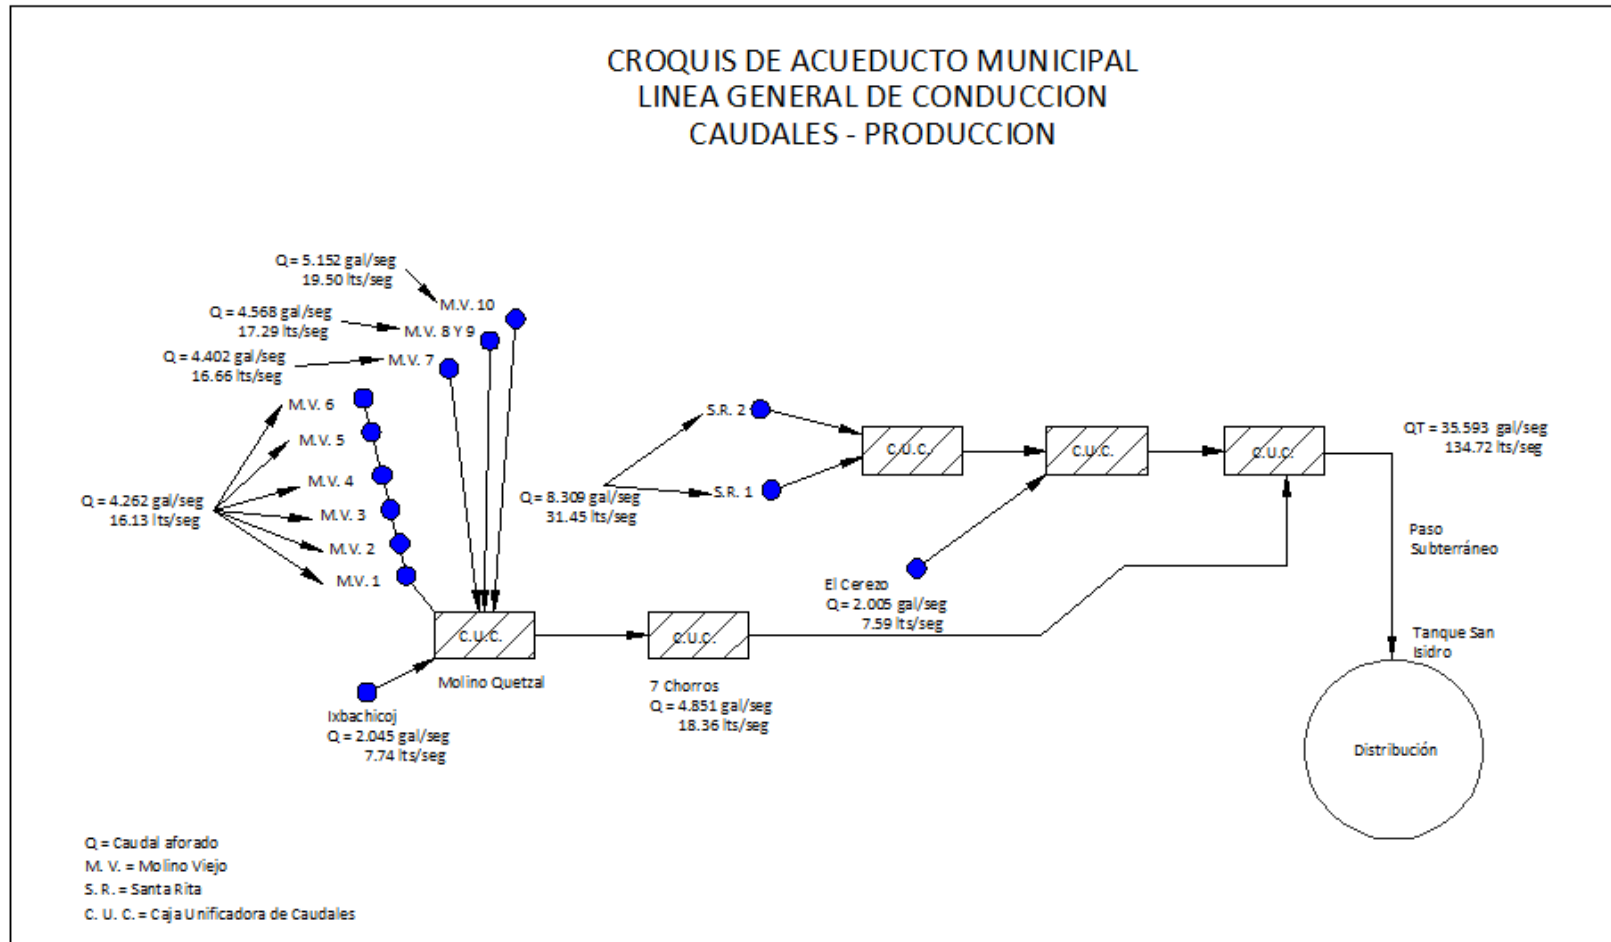 CROQUIS DE ACUEDUCTO MUNICIPAL
LINEA GENERAL DE CONDUCCION
CAUDALES - PRODUCCION
Q = 5.152 gal/seg
19.50 lts/seg
M.V. 10
Q = 4.568 gal/seg
17.29 lts/seg
M.V. 8 Y 9
Q = 4.402 gal/seg
16.66 lts/seg
M.V. 7
M.V. 6
M.V. 5
M.V. 4
Q = 4.262 gal/seg
16.13 lts/seg
M.V. 3
M.V. 2
M.V. 1
C.U.C.
Molino Quetzal
Ixbachicoj
Q = 2.045 gal/seg
7.74 lts/seg
C.U.C.
7 Chorros
Q = 4.851 gal/seg
18.36 lts/seg
S.R. 2
S.R. 1
Q = 8.309 gal/seg
31.45 lts/seg
C.U.C.
C.U.C.
C.U.C.
El Cerezo
Q = 2.005 gal/seg
7.59 lts/seg
QT = 35.593 gal/seg
134.72 lts/seg
Paso
Subterráneo
Tanque San
Isidro
Distribución
Q = Caudal aforado
M. V. = Molino Viejo
S. R. = Santa Rita
C. U. C. = Caja Unificadora de Caudales